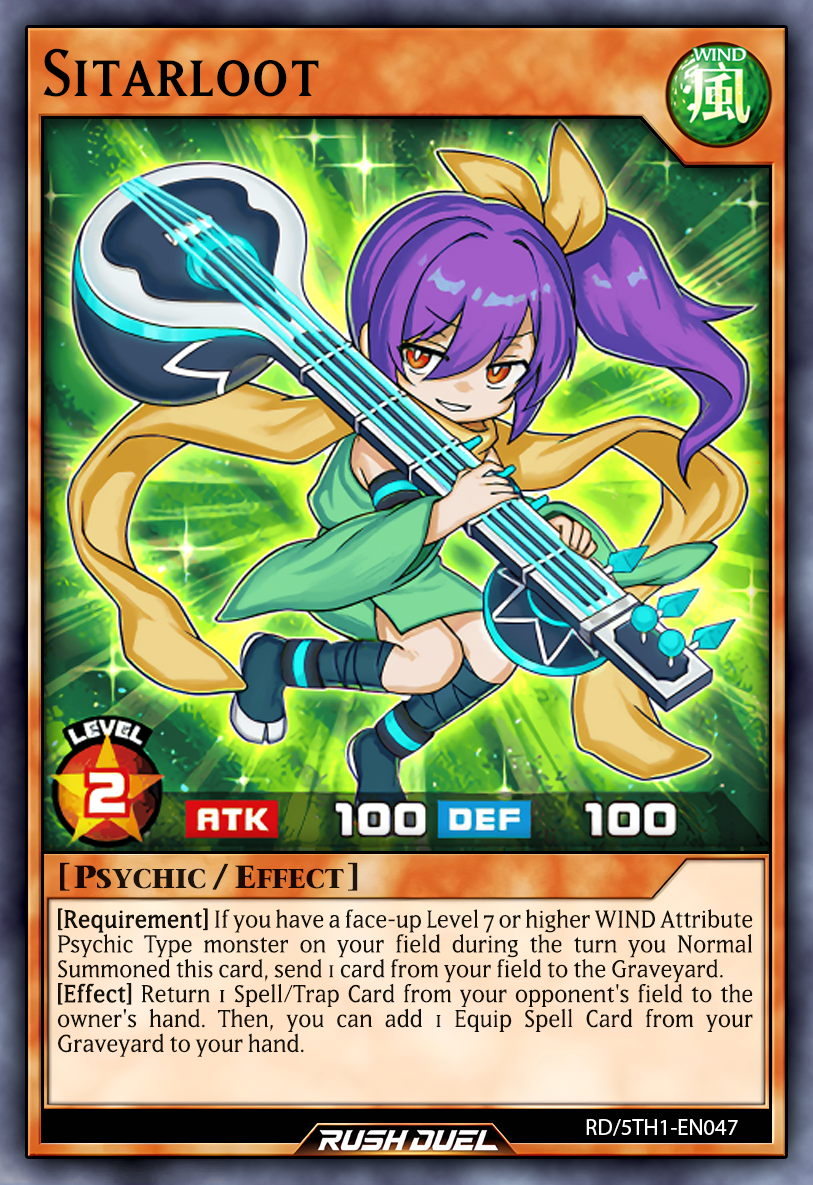 Sitarloot
WIND
風
LEVEL
2
ATK 100 DEF 100
[Psychic / Effect]
[Requirement] If you have a face-up Level 7 or higher WIND Attribute
Psychic Type monster on your field during the turn you Normal
Summoned this card, send 1 card from your field to the Graveyard.
[Effect] Return 1 Spell/Trap Card from your opponent's field to the
owner's hand. Then, you can add 1 Equip Spell Card from your
Graveyard to your hand.
RD/5TH1-EN047
RUSH DUEL